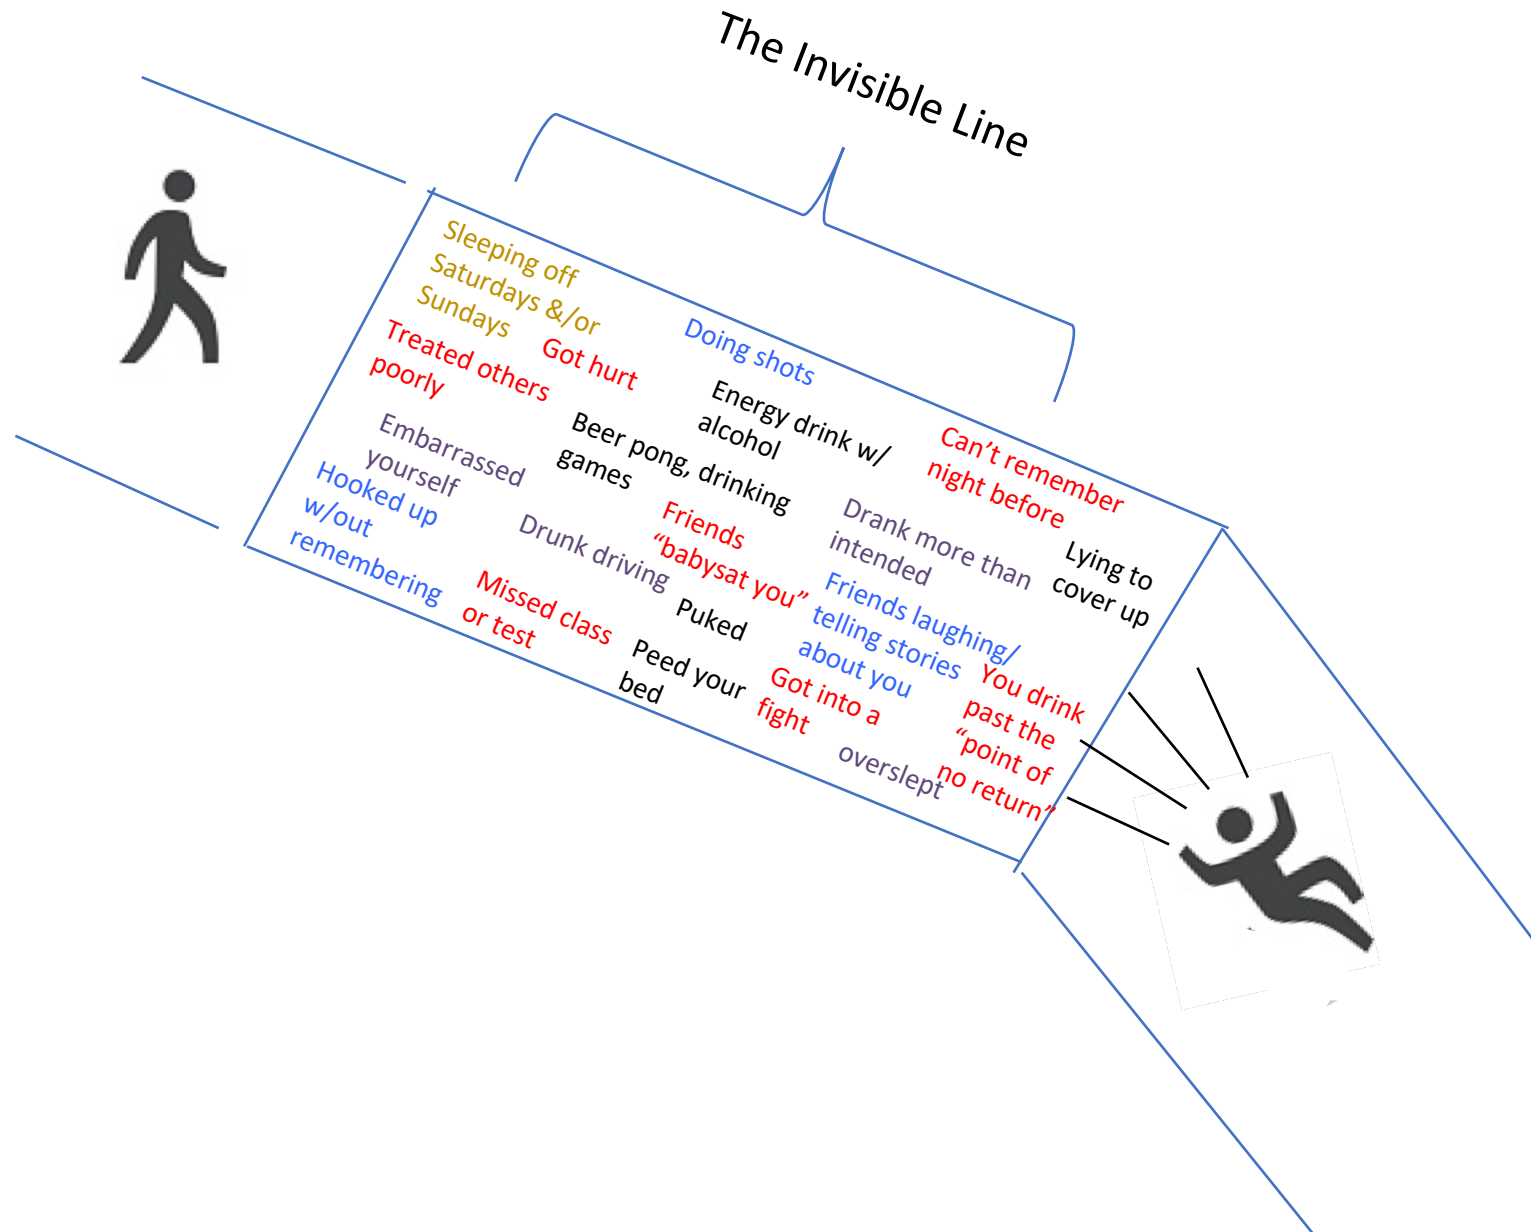 The Invisible Line
Sleeping off
Saturdays &/or
Sundays
Treated others
poorly
Got hurt
Doing shots
Energy drink w/
alcohol
Can’t remember
night before
Embarrassed
yourself
Beer pong, drinking
games
Hooked up
w/out
remembering
Drunk driving
Friends
“babysat you”
Drank more than
intended
Lying to
cover up
Missed class
or test
Puked
Friends laughing/
telling stories
about you
Peed your
bed
Got into a
fight
You drink
past the
“point of
no return”
overslept